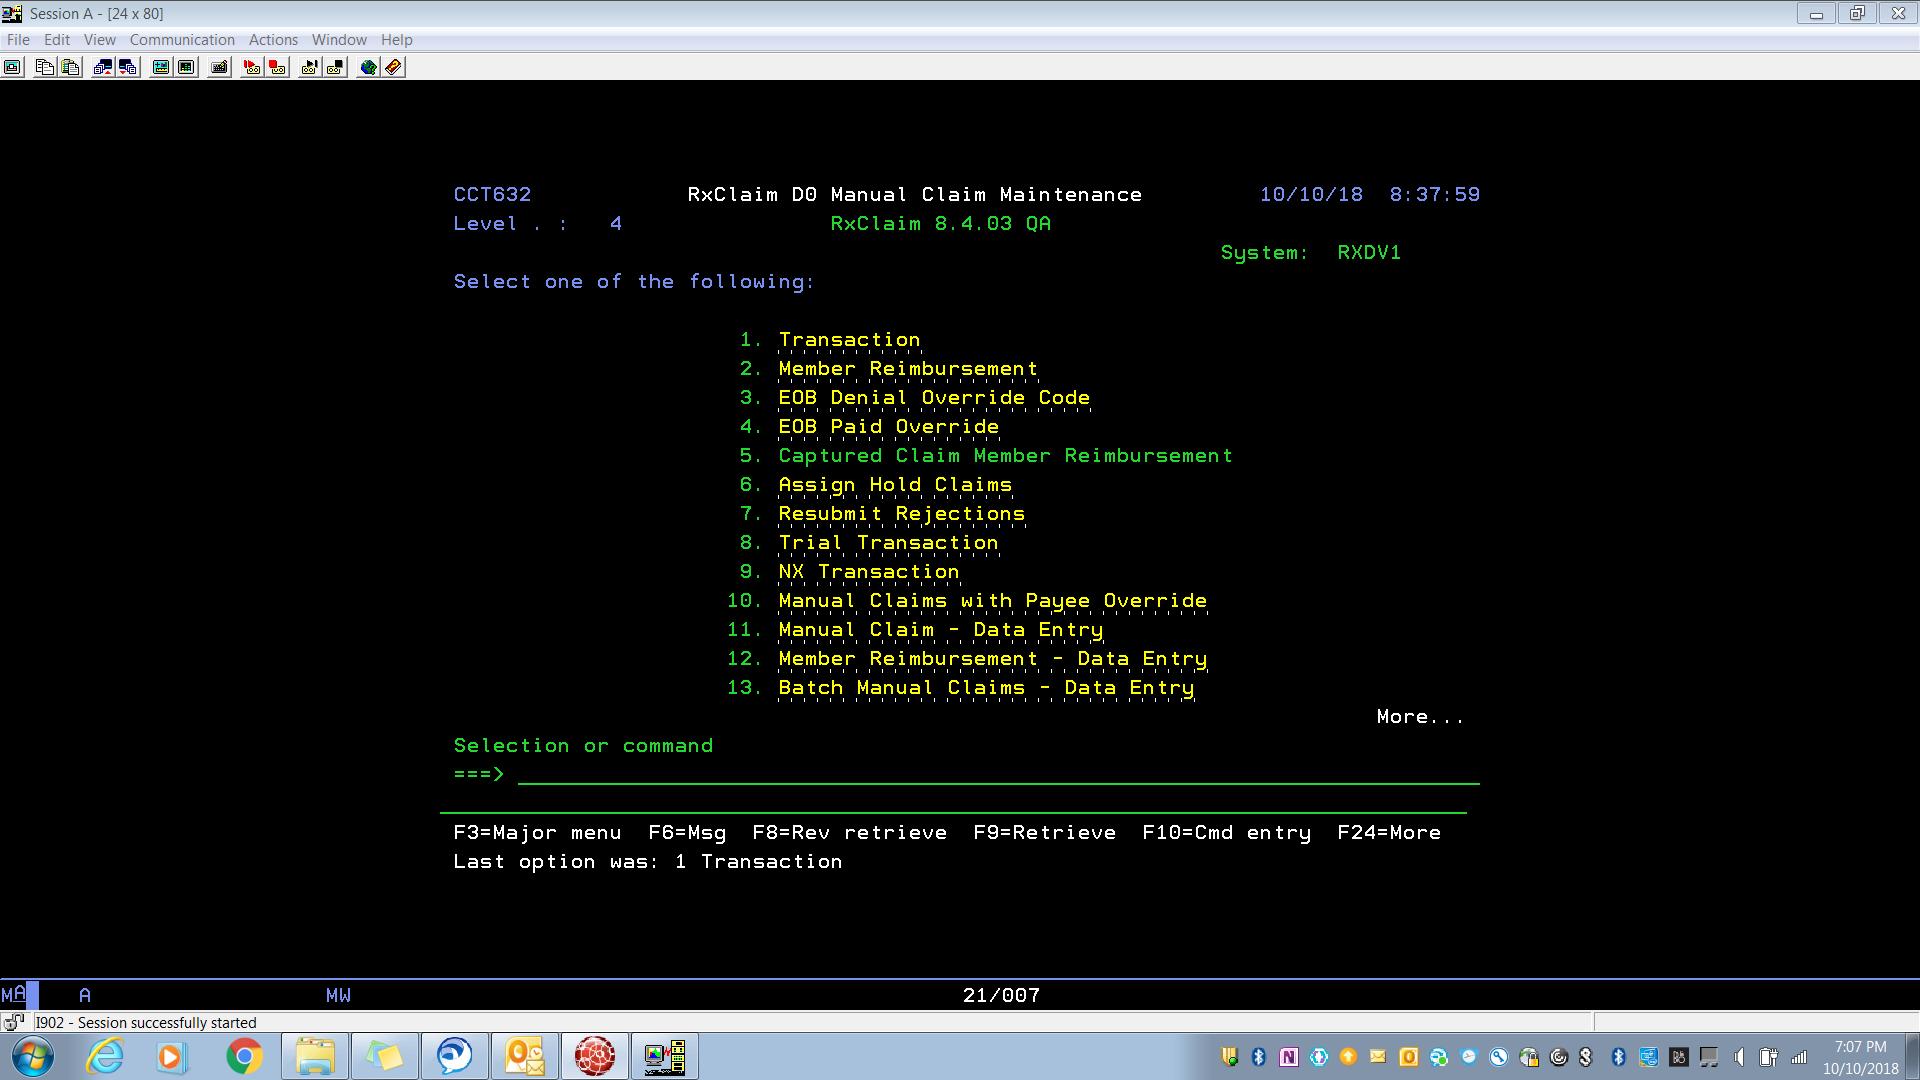 Session A - [24 x 80]
File Edit View Communication Actions Window Help
CCT632 RxClaim D0 Manual Claim Maintenance 10/10/18 8:37:59
Level . : 4 RxClaim 8.4.03 QA
System: RXDV1
Select one of the following:
1. Transaction
2. Member Reimbursement
3. EOB Denial Override Code
4. EOB Paid Override
5. Captured Claim Member Reimbursement
6. Assign Hold Claims
7. Resubmit Rejections
8. Trial Transaction
9. NX Transaction
10. Manual Claims with Payee Override
11. Manual Claim - Data Entry
12. Member Reimbursement - Data Entry
13. Batch Manual Claims - Data Entry
More...
Selection or command
===>
F3=Major menu F6=Msg F8=Rev retrieve F9=Retrieve F10=Cmd entry F24=More
Last option was: 1 Transaction
MA A MW 21/007
I902 - Session successfully started
7:07 PM
10/10/2018